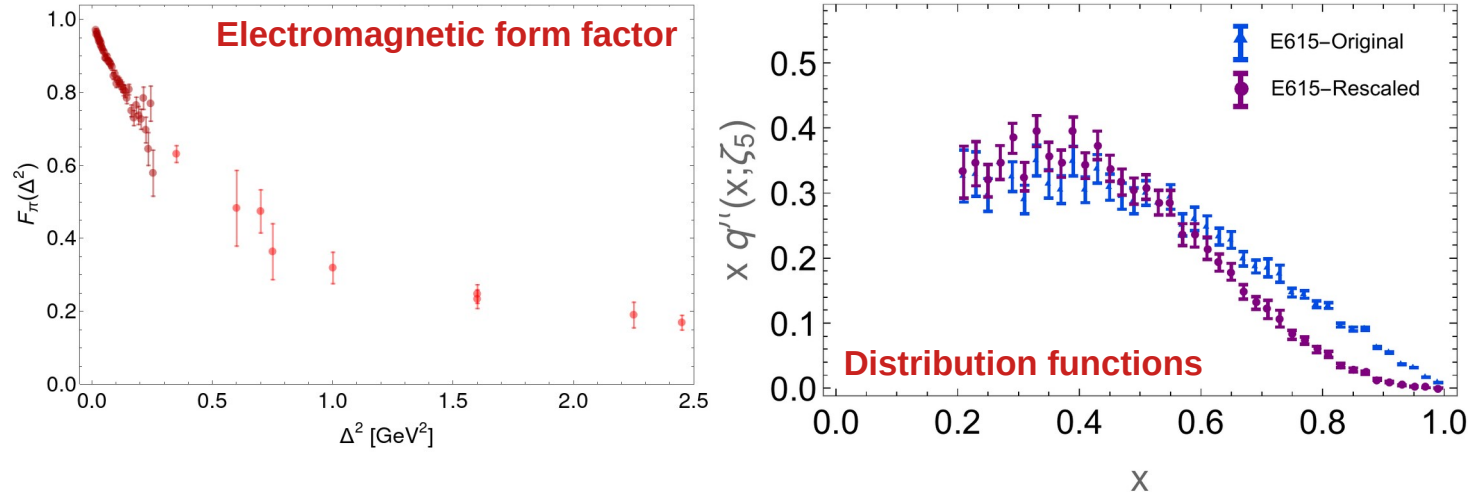 Electromagnetic form factor
1.0
0.8
0.6
0.4
0.2
0.0
Fπ(Δ²)
0.0 0.5 1.0 1.5 2.0 2.5
Δ² [GeV²]
E615–Original
E615–Rescaled
0.5
0.4
0.3
0.2
0.1
0.0
x q^π(x;ζ₅)
Distribution functions
0.0 0.2 0.4 0.6 0.8 1.0
x